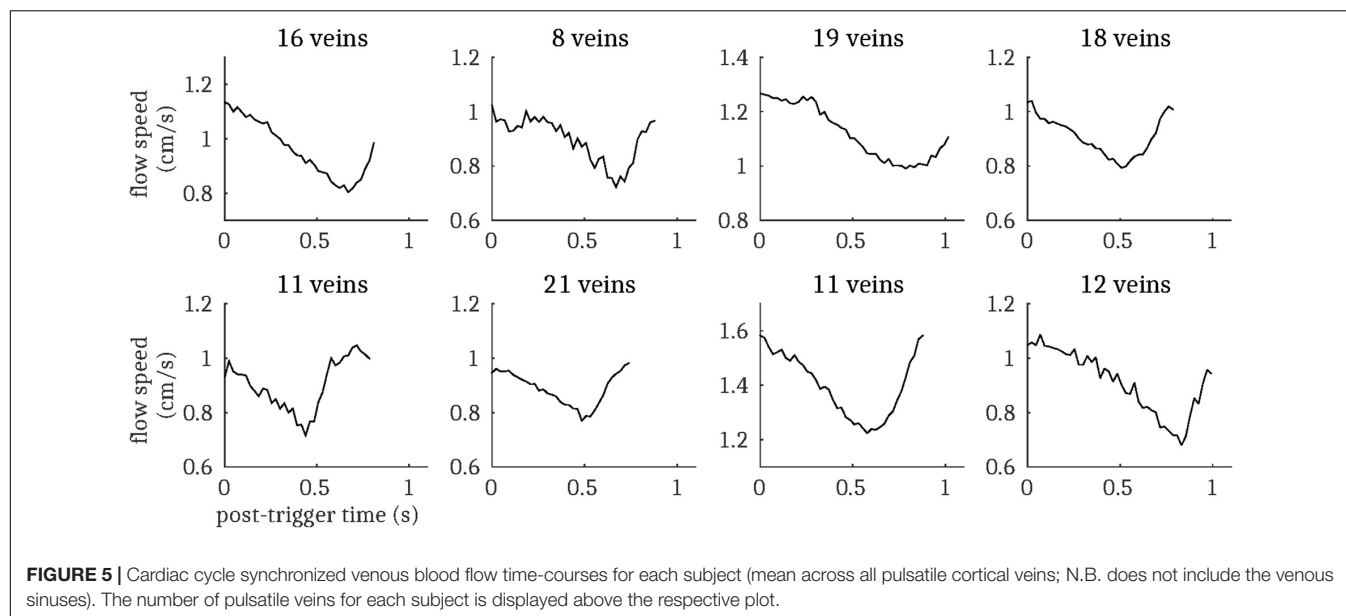 16 veins
8 veins
19 veins
18 veins
flow speed
(cm/s)
1.2
1
0.8
0 0.5 1
1.2
1
0.8
0.6
0 0.5 1
1.4
1.2
1
0.8
0 0.5 1
1.2
1
0.8
0.6
0 0.5 1
11 veins
21 veins
11 veins
12 veins
flow speed
(cm/s)
1.2
1
0.8
0.6
0 0.5 1
post-trigger time (s)
1.2
1
0.8
0.6
0 0.5 1
1.6
1.4
1.2
0 0.5 1
1.2
1
0.8
0.6
0 0.5 1
FIGURE 5 | Cardiac cycle synchronized venous blood flow time-courses for each subject (mean across all pulsatile cortical veins; N.B. does not include the venous
sinuses). The number of pulsatile veins for each subject is displayed above the respective plot.